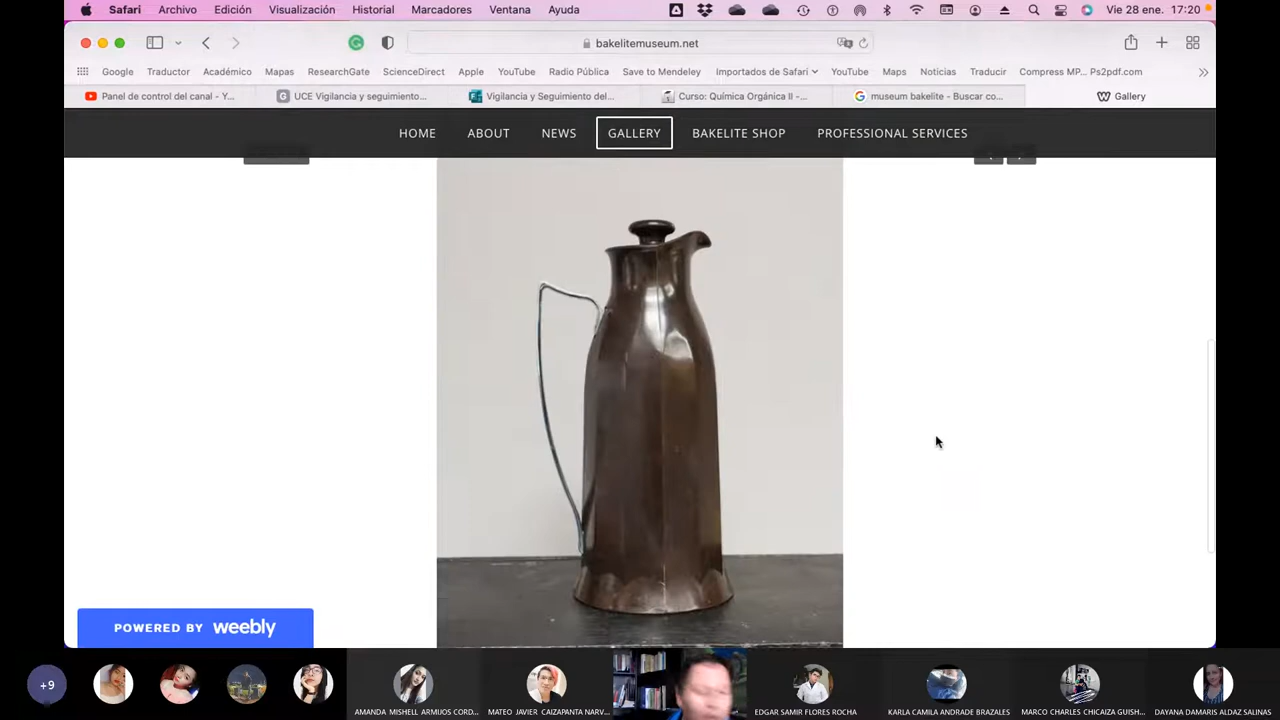 Safari Archivo Edición Visualización Historial Marcadores Ventana Ayuda Vie 28 ene. 17:20
bakelitemuseum.net
Google Traductor Académico Mapas ResearchGate ScienceDirect Apple YouTube Radio Pública Save to Mendeley Importados de Safari YouTube Maps Noticias Traducir Compress MP... Ps2pdf.com
Panel de control del canal - Y... UCE Vigilancia y seguimiento... Vigilancia y Seguimiento del... Curso: Química Orgánica II -... museum bakelite - Buscar co... Gallery
HOME ABOUT NEWS GALLERY BAKELITE SHOP PROFESSIONAL SERVICES
POWERED BY weebly
+9
AMANDA MISHELL ARMIJOS CORD... MATEO JAVIER CAIZAPANTA NARV... EDGAR SAMIR FLORES ROCHA KARLA CAMILA ANDRADE BRAZALES MARCO CHARLES CHICAIZA GUISH... DAYANA DAMARIS ALDAZ SALINAS